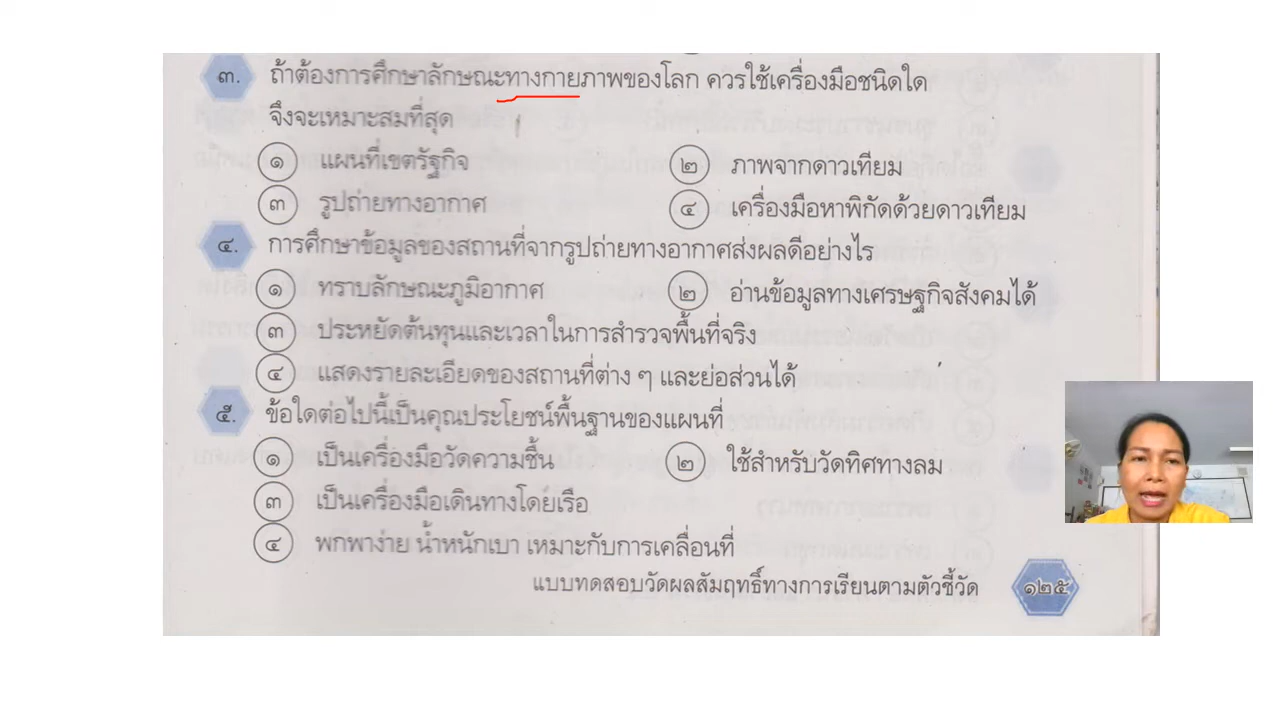 ๓. ถ้าต้องการศึกษาลักษณะทางกายภาพของโลก ควรใช้เครื่องมือชนิดใด
จึงจะเหมาะสมที่สุด
๑ แผนที่เขตรัฐกิจ ๒ ภาพจากดาวเทียม
๓ รูปถ่ายทางอากาศ ๔ เครื่องมือหาพิกัดด้วยดาวเทียม
๔. การศึกษาข้อมูลของสถานที่จากรูปถ่ายทางอากาศส่งผลดีอย่างไร
๑ ทราบลักษณะภูมิอากาศ ๒ อ่านข้อมูลทางเศรษฐกิจสังคมได้
๓ ประหยัดต้นทุนและเวลาในการสำรวจพื้นที่จริง
๔ แสดงรายละเอียดของสถานที่ต่าง ๆ และย่อส่วนได้
๕. ข้อใดต่อไปนี้เป็นคุณประโยชน์พื้นฐานของแผนที่
๑ เป็นเครื่องมือวัดความชื้น ๒ ใช้สำหรับวัดทิศทางลม
๓ เป็นเครื่องมือเดินทางโดยเรือ
๔ พกพาง่าย น้ำหนักเบา เหมาะกับการเคลื่อนที่
แบบทดสอบวัดผลสัมฤทธิ์ทางการเรียนตามตัวชี้วัด ๑๒๕